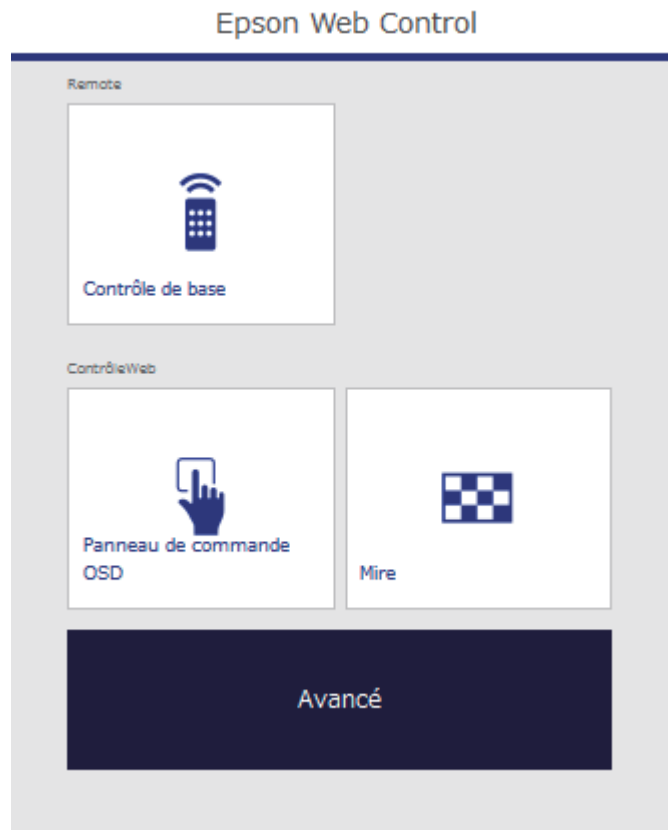 Epson Web Control
Remote
Contrôle de base
ContrôleWeb
Panneau de commande
OSD
Mire
Avancé